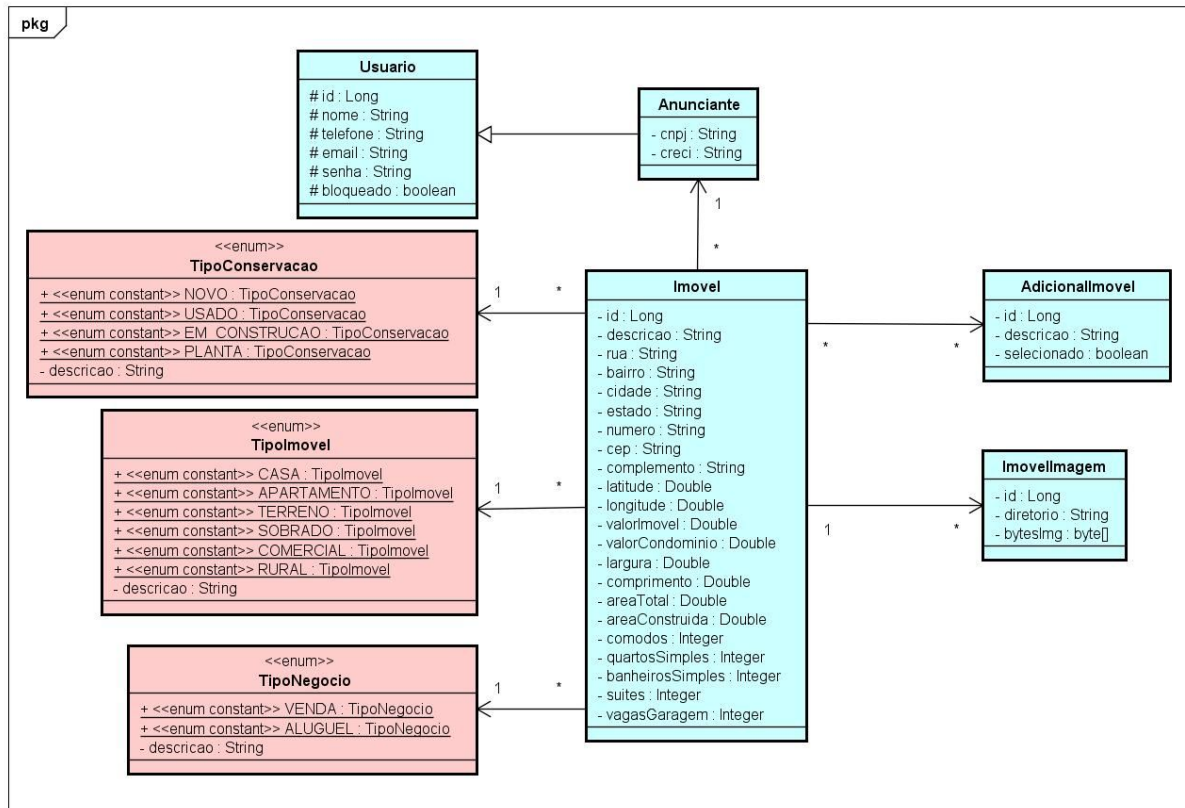 pkg
Usuario
# id : Long
# nome : String
# telefone : String
# email : String
# senha : String
# bloqueado : boolean
Anunciante
- cnpj : String
- creci : String
1
*
<<enum>>
TipoConservacao
+ <<enum constant>> NOVO : TipoConservacao
+ <<enum constant>> USADO : TipoConservacao
+ <<enum constant>> EM_CONSTRUCAO : TipoConservacao
+ <<enum constant>> PLANTA : TipoConservacao
- descricao : String
1
*
<<enum>>
TipoImovel
+ <<enum constant>> CASA : TipoImovel
+ <<enum constant>> APARTAMENTO : TipoImovel
+ <<enum constant>> TERRENO : TipoImovel
+ <<enum constant>> SOBRADO : TipoImovel
+ <<enum constant>> COMERCIAL : TipoImovel
+ <<enum constant>> RURAL : TipoImovel
- descricao : String
1
*
<<enum>>
TipoNegocio
+ <<enum constant>> VENDA : TipoNegocio
+ <<enum constant>> ALUGUEL : TipoNegocio
- descricao : String
1
*
Imovel
- id : Long
- descricao : String
- rua : String
- bairro : String
- cidade : String
- estado : String
- numero : String
- cep : String
- complemento : String
- latitude : Double
- longitude : Double
- valorImovel : Double
- valorCondominio : Double
- largura : Double
- comprimento : Double
- areaTotal : Double
- areaConstruida : Double
- comodos : Integer
- quartosSimples : Integer
- banheirosSimples : Integer
- suites : Integer
- vagasGaragem : Integer
*
*
AdicionalImovel
- id : Long
- descricao : String
- selecionado : boolean
1
*
ImovelImagem
- id : Long
- diretorio : String
- bytesImg : byte[]